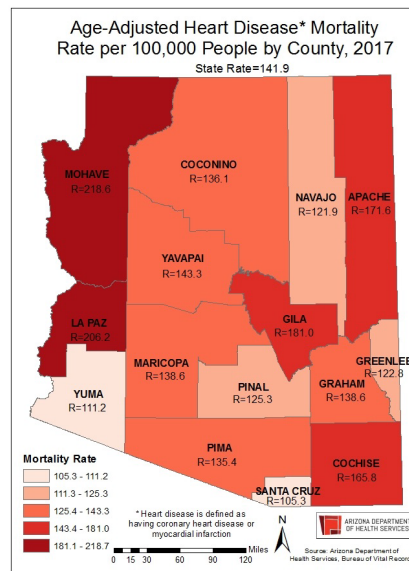 Age-Adjusted Heart Disease* Mortality
Rate per 100,000 People by County, 2017
State Rate=141.9
MOHAVE
R=218.6
COCONINO
R=136.1
NAVAJO
R=121.9
APACHE
R=171.6
YAVAPAI
R=143.3
LA PAZ
R=206.2
GILA
R=181.0
MARICOPA
R=138.6
GREENLEE
R=122.8
YUMA
R=111.2
PINAL
R=125.3
GRAHAM
R=138.6
PIMA
R=135.4
COCHISE
R=165.8
SANTA CRUZ
R=105.3
Mortality Rate
105.3 - 111.2
111.3 - 125.3
125.4 - 143.3
143.4 - 181.0
181.1 - 218.7
* Heart disease is defined as
having coronary heart disease or
myocardial infarction
N
0 15 30 60 90 120
Miles
ARIZONA DEPARTMENT
OF HEALTH SERVICES
Source: Arizona Department of
Health Services, Bureau of Vital Record